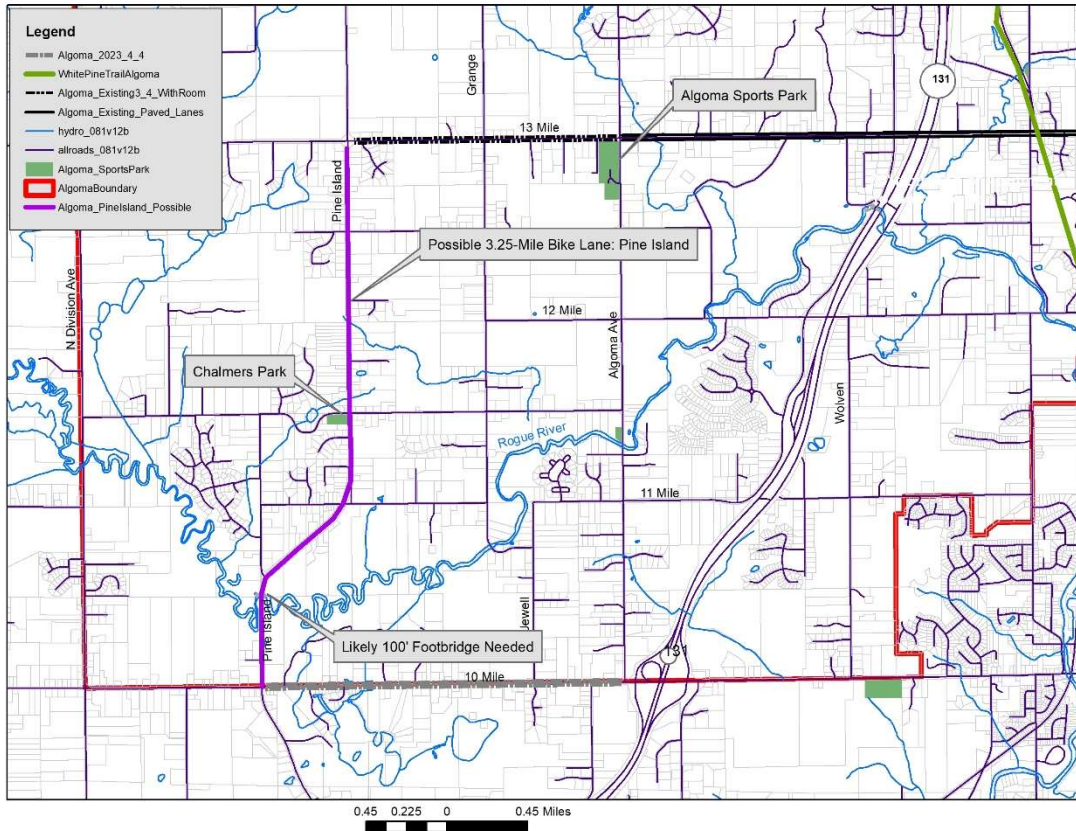 Legend
Algoma_2023_4_4
WhitePineTrailAlgoma
Algoma_Existing3_4_WithRoom
Algoma_Existing_Paved_Lanes
hydro_081v12b
allroads_081v12b
Algoma_SportsPark
AlgomaBoundary
Algoma_PineIsland_Possible
Grange
131
Algoma Sports Park
13 Mile
Pine Island
Possible 3.25-Mile Bike Lane: Pine Island
N Division Ave
12 Mile
Algoma Ave
Chalmers Park
Wolven
Rogue River
11 Mile
Pine Island
Jewell
Likely 100' Footbridge Needed
131
10 Mile
0.45 0.225 0 0.45 Miles